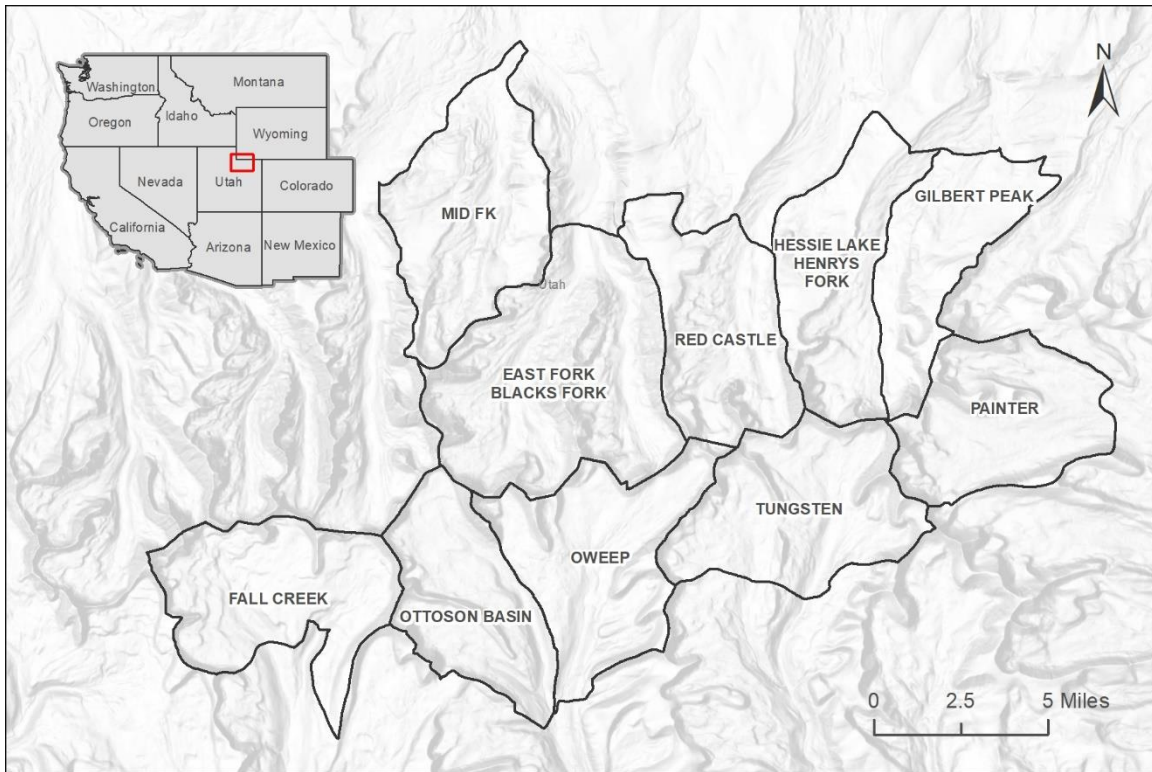 Washington
Montana
Oregon
Idaho
Wyoming
Nevada
Utah
Colorado
California
Arizona
New Mexico
N
MID FK
GILBERT PEAK
HESSIE LAKE
HENRYS
FORK
Utah
RED CASTLE
EAST FORK
BLACKS FORK
PAINTER
TUNGSTEN
OWEEP
FALL CREEK
OTTOSON BASIN
0 2.5 5 Miles